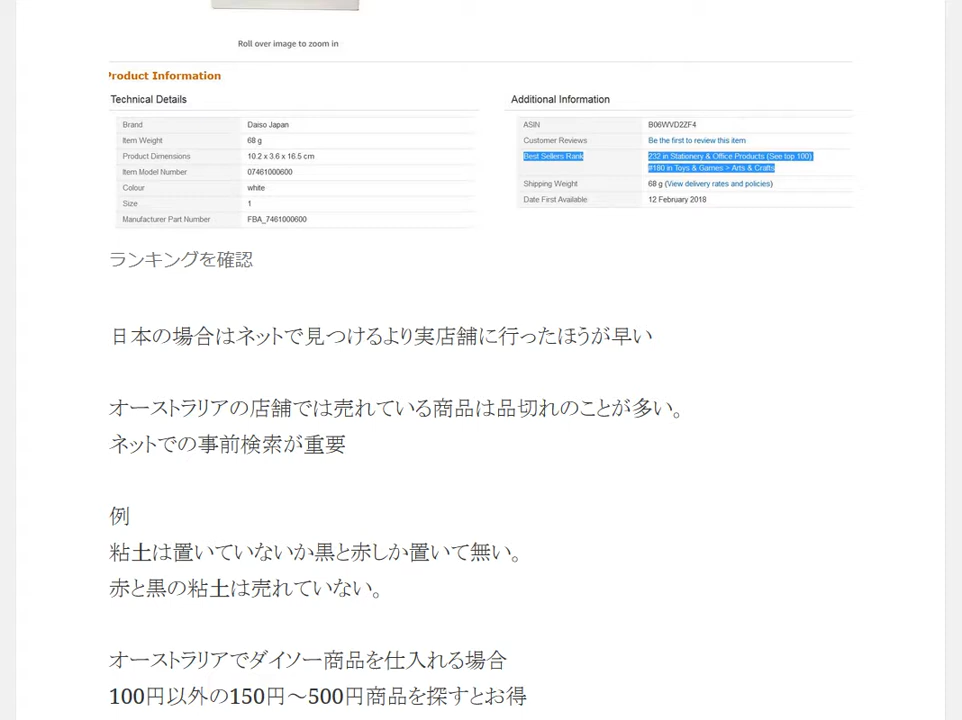 Roll over image to zoom in
Product Information
Technical Details
Brand Daiso Japan
Item Weight 68 g
Product Dimensions 10.2 x 3.6 x 16.5 cm
Item Model Number 07461000600
Colour white
Size 1
Manufacturer Part Number FBA_7461000600
Additional Information
ASIN B06WVD2ZF4
Customer Reviews Be the first to review this item
Best Sellers Rank 232 in Stationery & Office Products (See top 100)
#180 in Toys & Games > Arts & Crafts
Shipping Weight 68 g (View delivery rates and policies)
Date First Available 12 February 2018
ランキングを確認
日本の場合はネットで見つけるより実店舗に行ったほうが早い
オーストラリアの店舗では売れている商品は品切れのことが多い。
ネットでの事前検索が重要
例
粘土は置いていないか黒と赤しか置いて無い。
赤と黒の粘土は売れていない。
オーストラリアでダイソー商品を仕入れる場合
100円以外の150円～500円商品を探すとお得